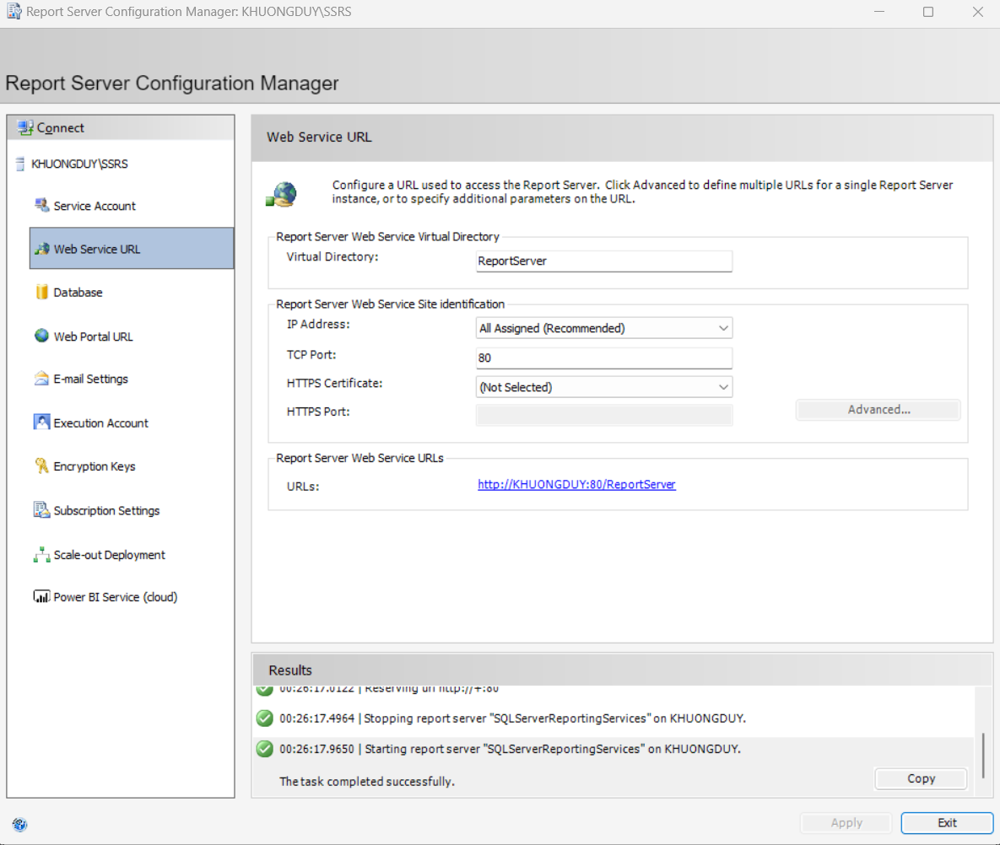 Report Server Configuration Manager: KHUONGDUY\SSRS
Report Server Configuration Manager
Connect
KHUONGDUY\SSRS
Service Account
Web Service URL
Database
Web Portal URL
E-mail Settings
Execution Account
Encryption Keys
Subscription Settings
Scale-out Deployment
Power BI Service (cloud)
Web Service URL
Configure a URL used to access the Report Server.  Click Advanced to define multiple URLs for a single Report Server
instance, or to specify additional parameters on the URL.
Report Server Web Service Virtual Directory
Virtual Directory: ReportServer
Report Server Web Service Site identification
IP Address: All Assigned (Recommended)
TCP Port: 80
HTTPS Certificate: (Not Selected)
HTTPS Port:
Advanced...
Report Server Web Service URLs
URLs: http://KHUONGDUY:80/ReportServer
Results
00:26:17.0122 | Reserving url http://+:80
00:26:17.4964 | Stopping report server "SQLServerReportingServices" on KHUONGDUY.
00:26:17.9650 | Starting report server "SQLServerReportingServices" on KHUONGDUY.
The task completed successfully.
Copy
Apply
Exit